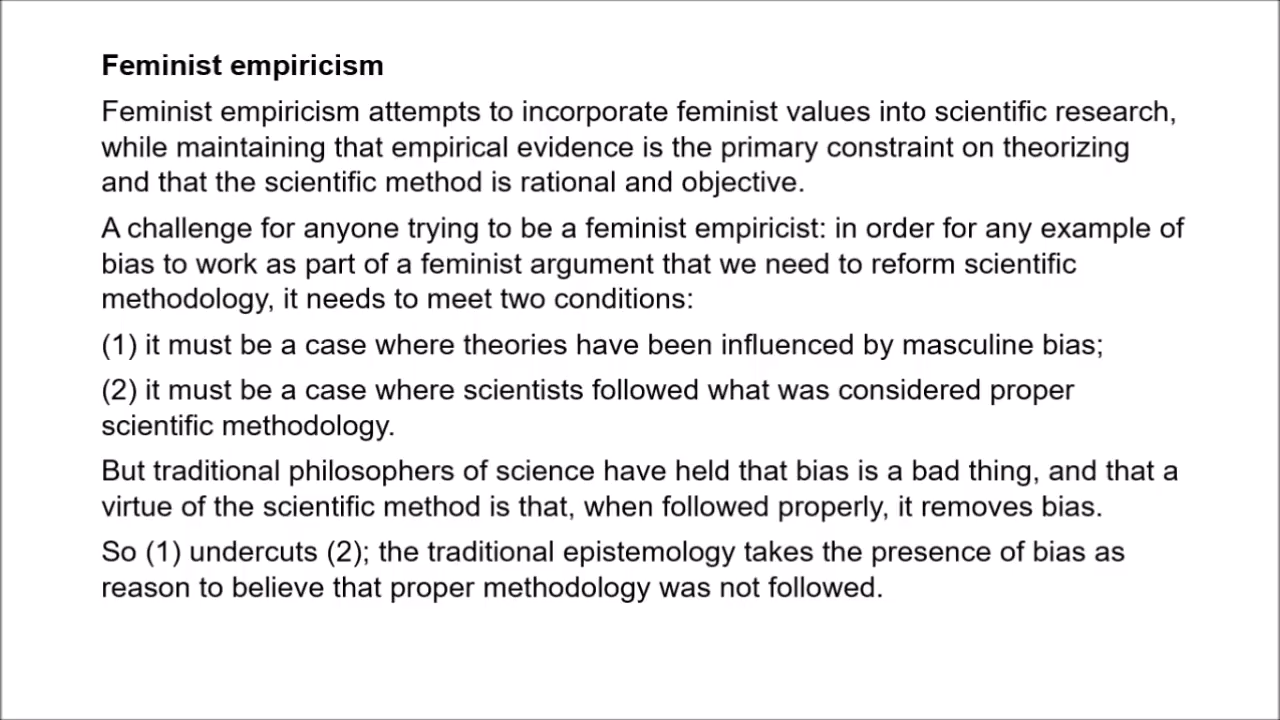 Feminist empiricism
Feminist empiricism attempts to incorporate feminist values into scientific research,
while maintaining that empirical evidence is the primary constraint on theorizing
and that the scientific method is rational and objective.
A challenge for anyone trying to be a feminist empiricist: in order for any example of
bias to work as part of a feminist argument that we need to reform scientific
methodology, it needs to meet two conditions:
(1) it must be a case where theories have been influenced by masculine bias;
(2) it must be a case where scientists followed what was considered proper
scientific methodology.
But traditional philosophers of science have held that bias is a bad thing, and that a
virtue of the scientific method is that, when followed properly, it removes bias.
So (1) undercuts (2); the traditional epistemology takes the presence of bias as
reason to believe that proper methodology was not followed.